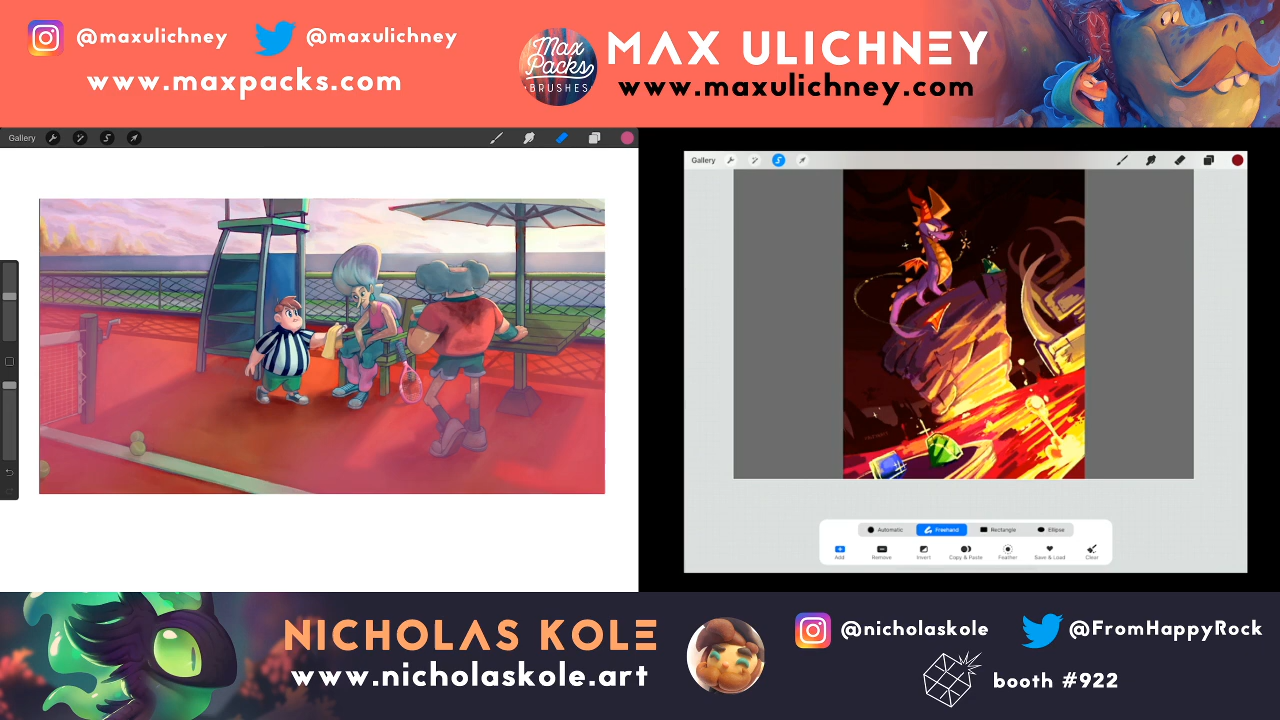 @maxulichney
@maxulichney
www.maxpacks.com
Max
Packs
BRUSHES
MAX ULICHNEY
www.maxulichney.com
Gallery
Gallery
Automatic
Freehand
Rectangle
Ellipse
Add
Remove
Invert
Copy & Paste
Feather
Save & Load
Clear
NICHOLAS KOLE
www.nicholaskole.art
@nicholaskole
@FromHappyRock
booth #922